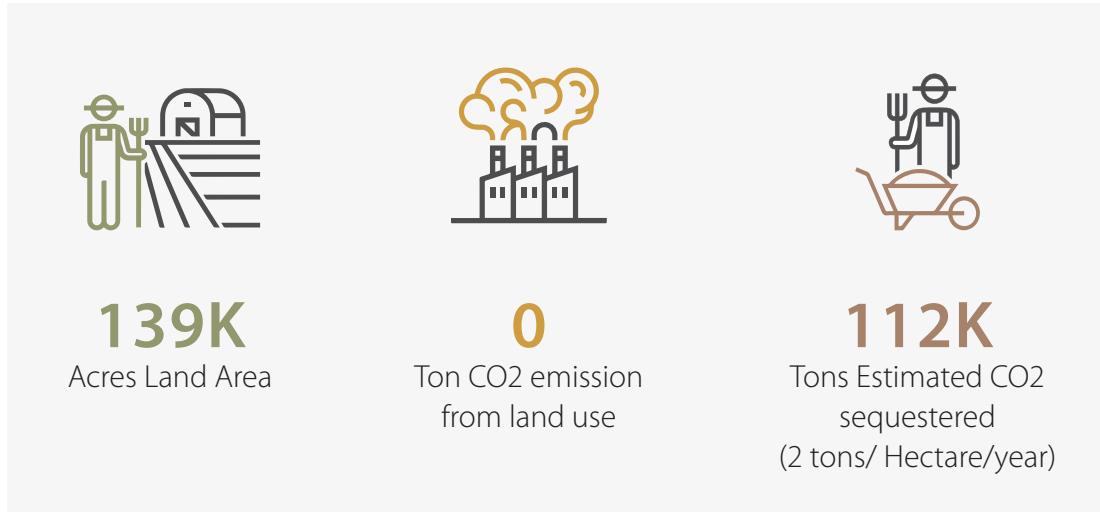 139K
Acres Land Area
0
Ton CO2 emission
from land use
112K
Tons Estimated CO2
sequestered
(2 tons/ Hectare/year)